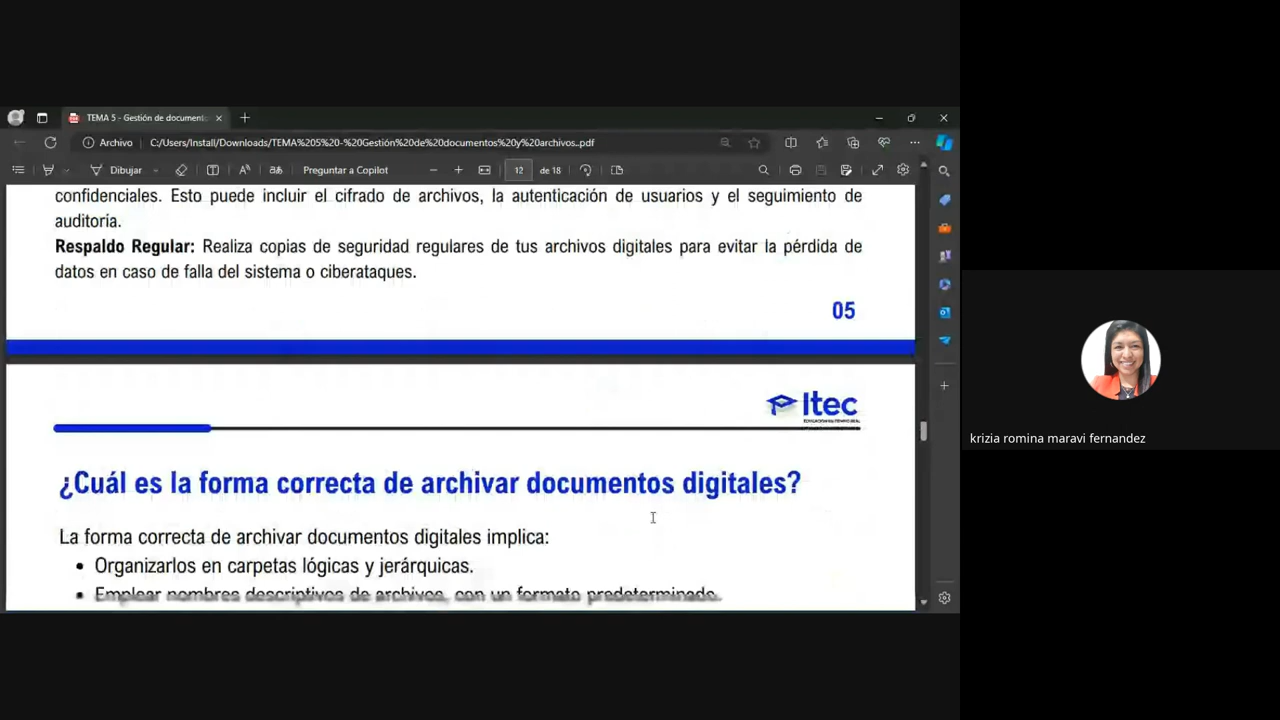 TEMA 5 - Gestión de document
Archivo C:/Users/Install/Downloads/TEMA%205%20-%20Gestión%20de%20documentos%20y%20archivos..pdf
Dibujar Preguntar a Copilot 12 de 18
confidenciales. Esto puede incluir el cifrado de archivos, la autenticación de usuarios y el seguimiento de
auditoría.
Respaldo Regular: Realiza copias de seguridad regulares de tus archivos digitales para evitar la pérdida de
datos en caso de falla del sistema o ciberataques.
05
Itec
¿Cuál es la forma correcta de archivar documentos digitales?
La forma correcta de archivar documentos digitales implica:
• Organizarlos en carpetas lógicas y jerárquicas.
• Emplear nombres descriptivos de archivos, con un formato predeterminado.
krizia romina maravi fernandez